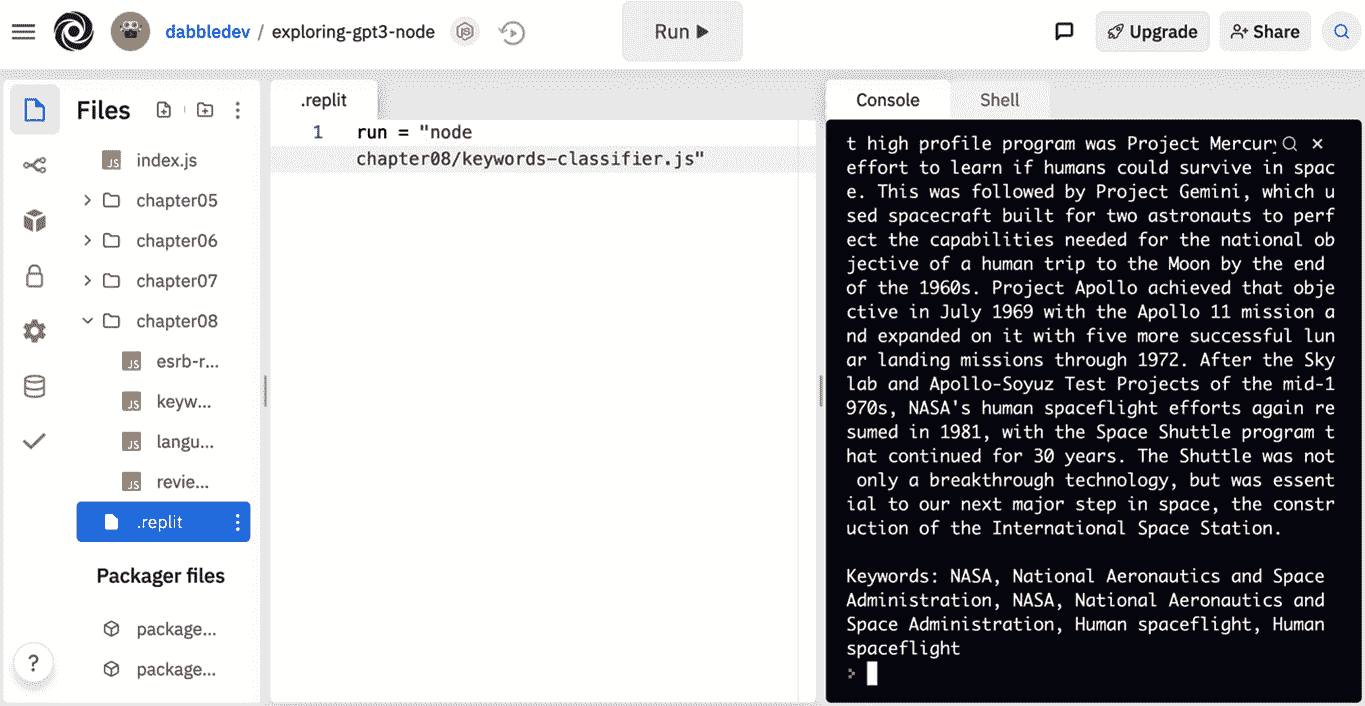 dabbledev / exploring-gpt3-node
Run
Upgrade
Share
Files
JS index.js
chapter05
chapter06
chapter07
chapter08
JS esrb-r...
JS keyw...
JS langu...
JS revie...
.replit
Packager files
package...
package...
?
.replit
1 run = "node
chapter08/keywords-classifier.js"
Console
Shell
t high profile program was Project Mercury
effort to learn if humans could survive in spac
e. This was followed by Project Gemini, which u
sed spacecraft built for two astronauts to perf
ect the capabilities needed for the national ob
jective of a human trip to the Moon by the end
of the 1960s. Project Apollo achieved that obje
ctive in July 1969 with the Apollo 11 mission a
nd expanded on it with five more successful lun
ar landing missions through 1972. After the Sky
lab and Apollo-Soyuz Test Projects of the mid-1
970s, NASA's human spaceflight efforts again re
sumed in 1981, with the Space Shuttle program t
hat continued for 30 years. The Shuttle was not
only a breakthrough technology, but was essent
ial to our next major step in space, the constr
uction of the International Space Station.
Keywords: NASA, National Aeronautics and Space
Administration, NASA, National Aeronautics and
Space Administration, Human spaceflight, Human
spaceflight
>